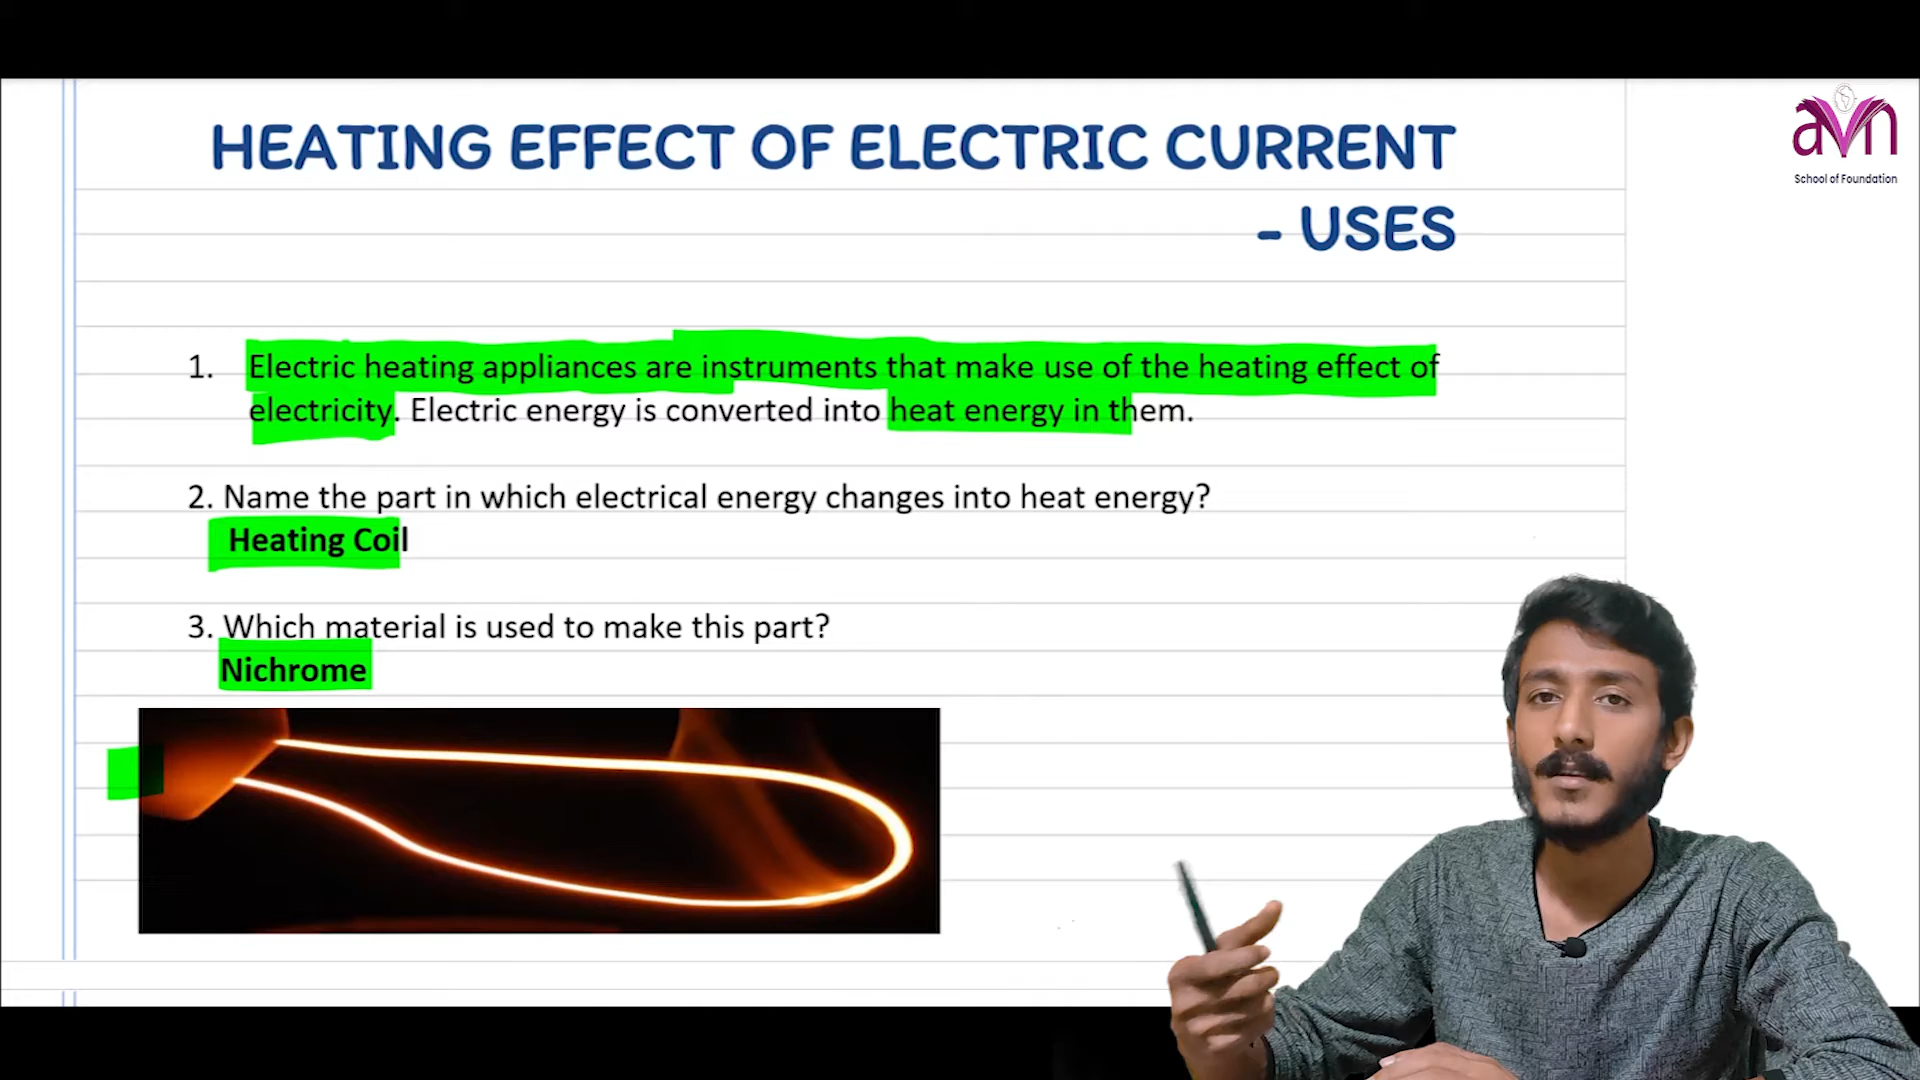 HEATING EFFECT OF ELECTRIC CURRENT
- USES
avn
School of Foundation
1. Electric heating appliances are instruments that make use of the heating effect of
electricity. Electric energy is converted into heat energy in them.
2. Name the part in which electrical energy changes into heat energy?
Heating Coil
3. Which material is used to make this part?
Nichrome